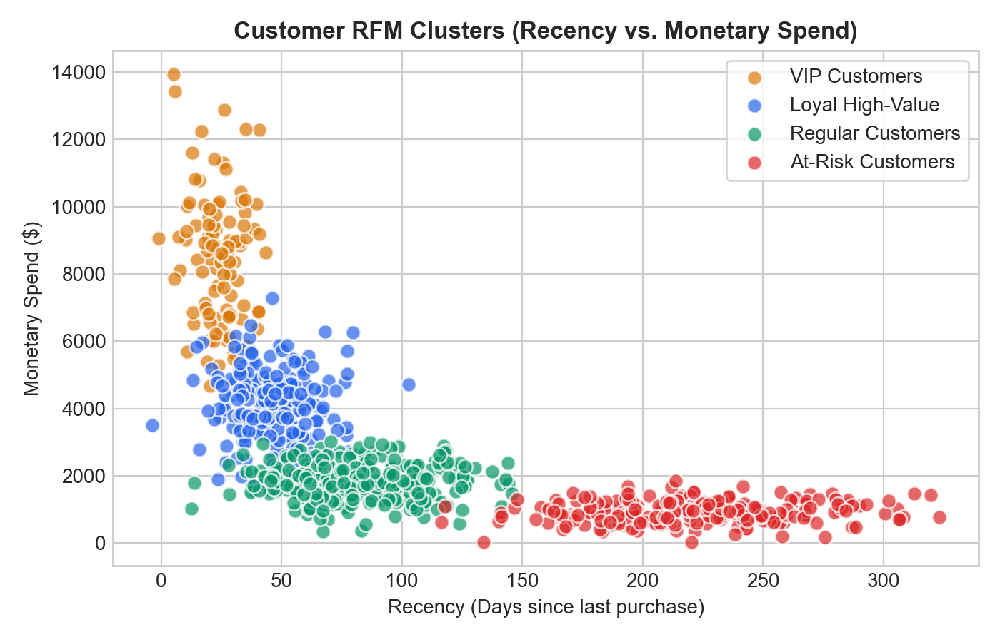 Customer RFM Clusters (Recency vs. Monetary Spend)
VIP Customers
Loyal High-Value
Regular Customers
At-Risk Customers
Monetary Spend ($)
14000
12000
10000
8000
6000
4000
2000
0
0 50 100 150 200 250 300
Recency (Days since last purchase)